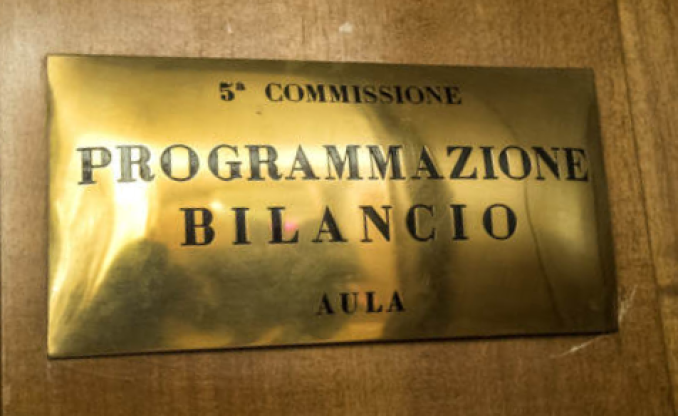 5ª COMMISSIONE
PROGRAMMAZIONE
BILANCIO
AULA